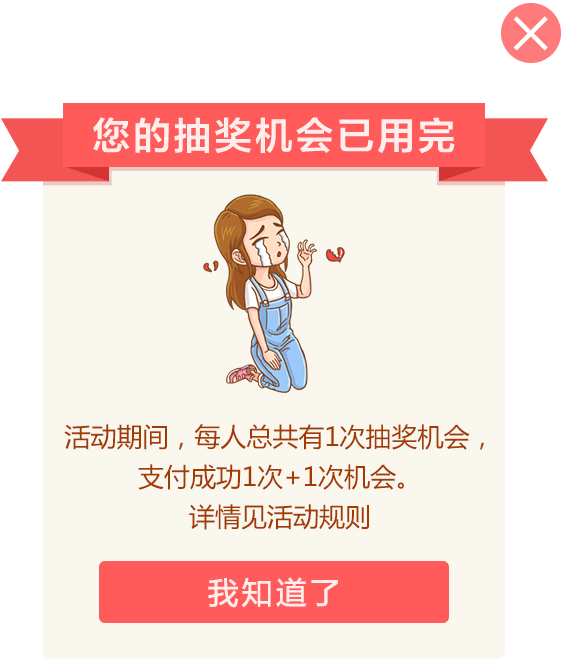 您的抽奖机会已用完
活动期间，每人总共有1次抽奖机会，
支付成功1次+1次机会。
详情见活动规则
我知道了